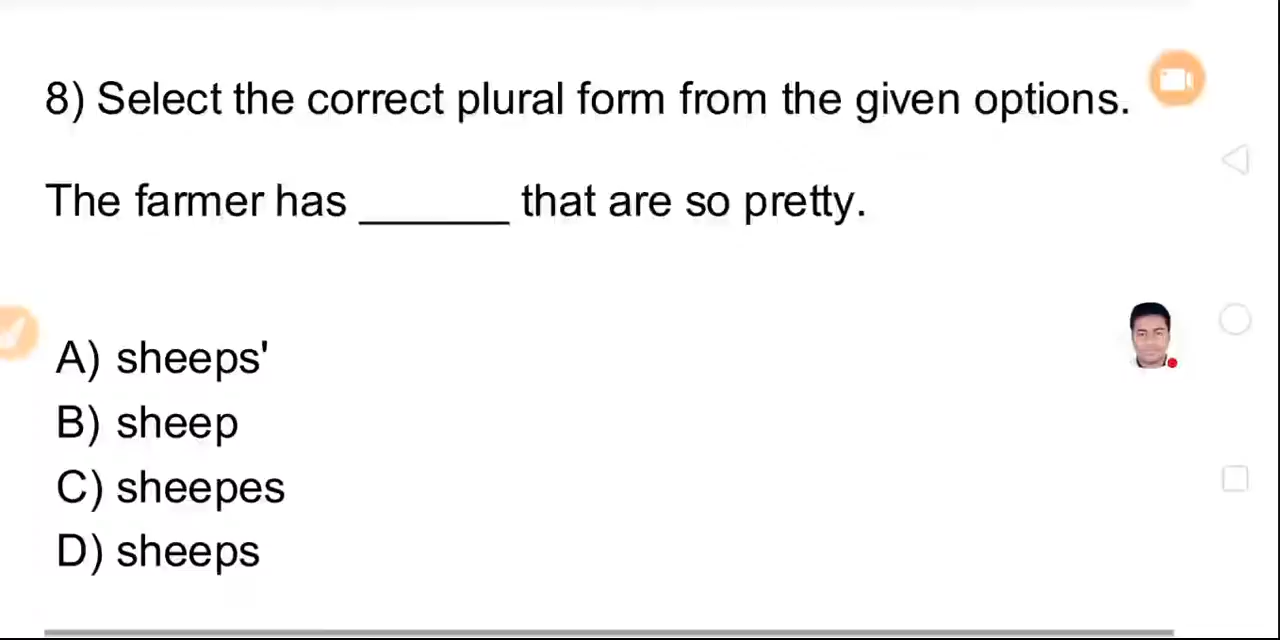 8) Select the correct plural form from the given options.
The farmer has ______ that are so pretty.
A) sheeps'
B) sheep
C) sheepes
D) sheeps